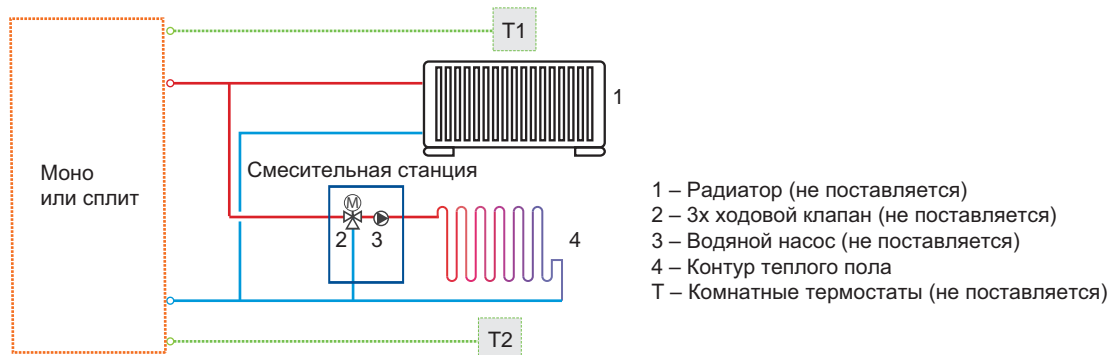 T1
1
Моно
или сплит
Смесительная станция
M
2 3
4
1 – Радиатор (не поставляется)
2 – 3х ходовой клапан (не поставляется)
3 – Водяной насос (не поставляется)
4 – Контур теплого пола
T – Комнатные термостаты (не поставляется)
T2